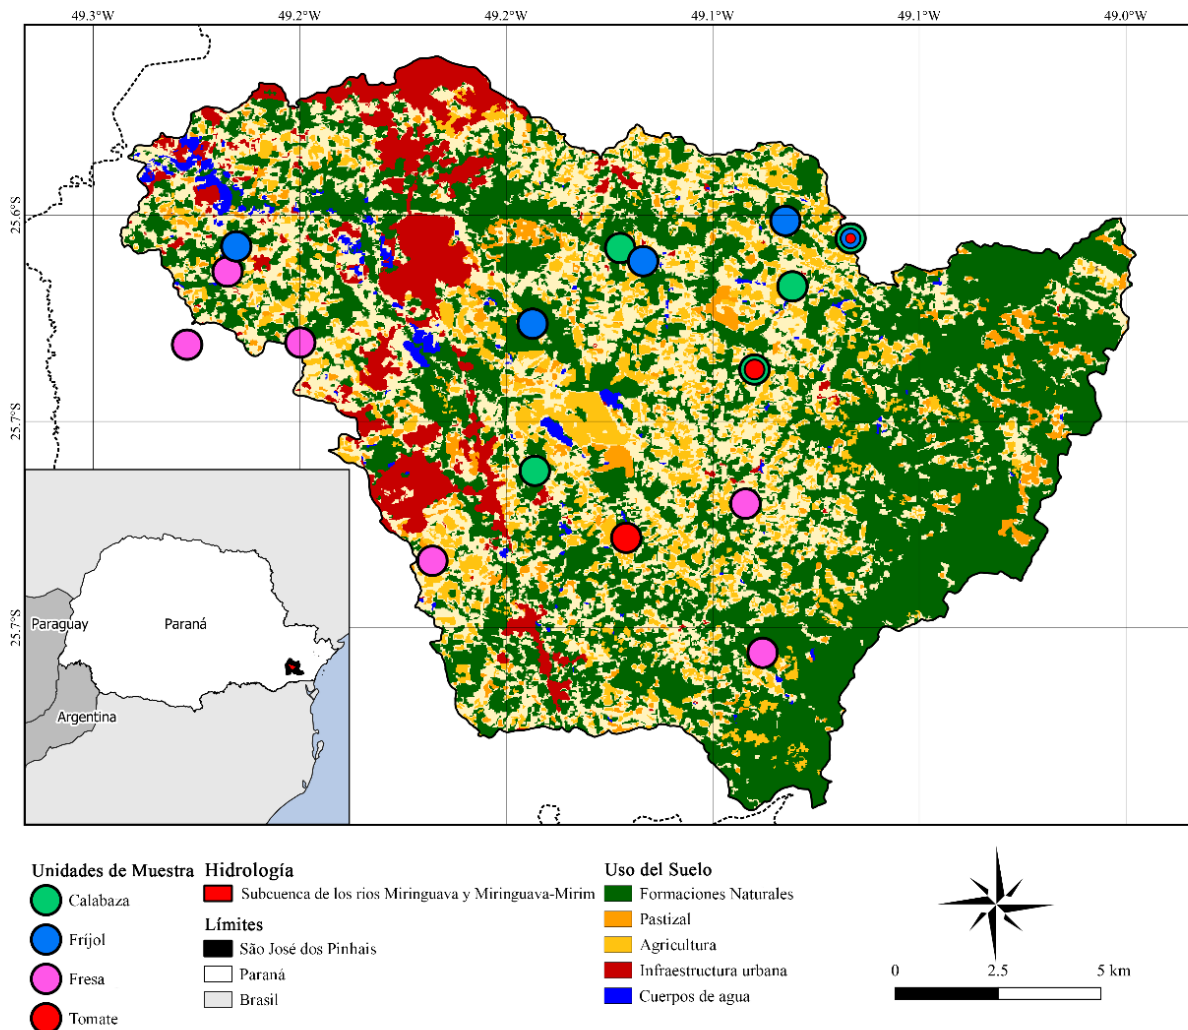 49.3°W 49.2°W 49.2°W 49.1°W 49.1°W 49.0°W
25.6°S
25.7°S
25.7°S
Paraguay
Paraná
Argentina
Unidades de Muestra
Calabaza
Fríjol
Fresa
Tomate
Hidrología
Subcuenca de los rios Miringuava y Miringuava-Mirim
Límites
São José dos Pinhais
Paraná
Brasil
Uso del Suelo
Formaciones Naturales
Pastizal
Agricultura
Infraestructura urbana
Cuerpos de agua
0 2.5 5 km